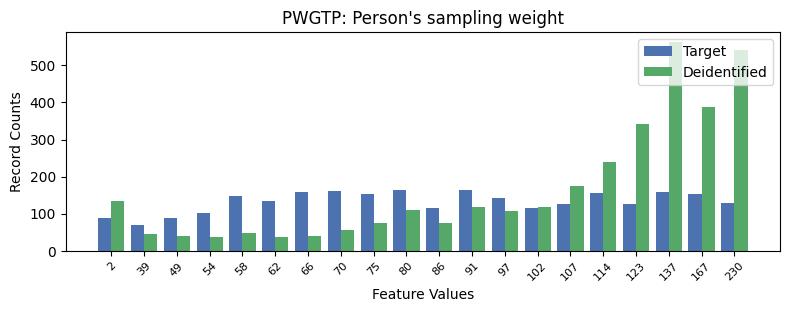 PWGTP: Person's sampling weight
Target
Deidentified
Record Counts
500
400
300
200
100
0
2 39 49 54 58 62 66 70 75 80 86 91 97 102 107 114 123 137 167 230
Feature Values